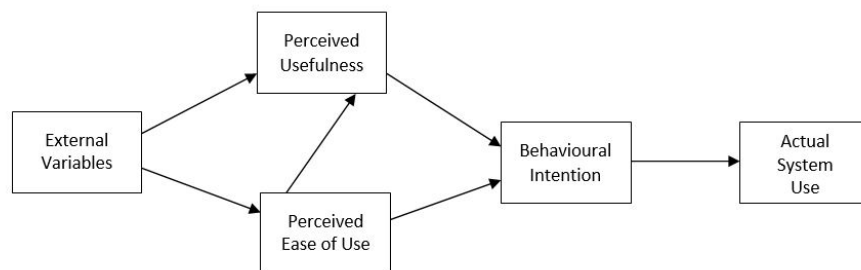 Perceived
Usefulness
External
Variables
Perceived
Ease of Use
Behavioural
Intention
Actual
System
Use